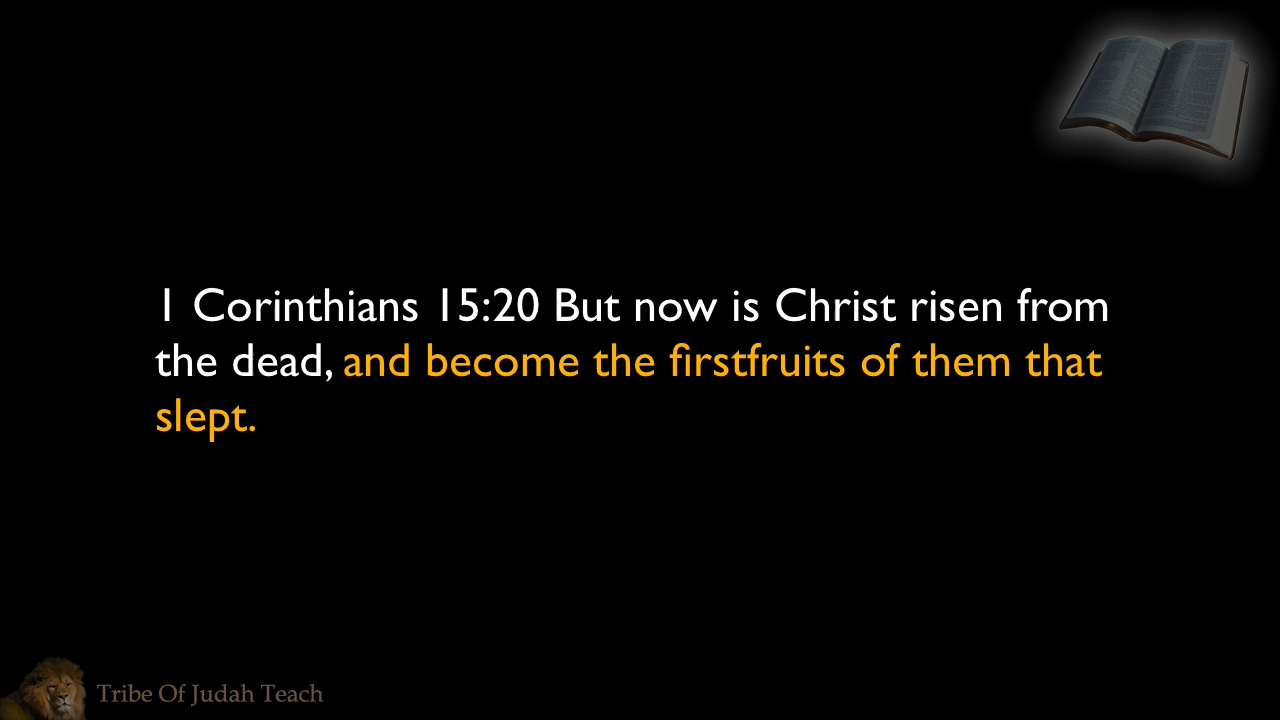 1 Corinthians 15:20 But now is Christ risen from
the dead, and become the firstfruits of them that
slept.
Tribe Of Judah Teach